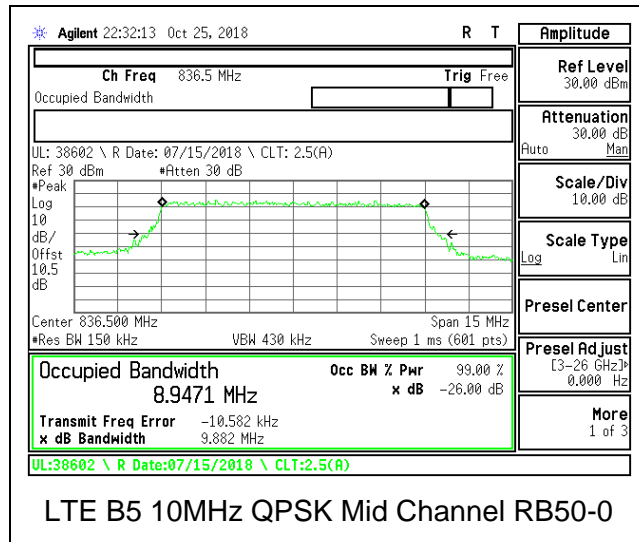 Agilent 22:32:13 Oct 25, 2018 R T
Amplitude
Ch Freq 836.5 MHz Trig Free
Occupied Bandwidth
Ref Level
30.00 dBm
Attenuation
30.00 dB
Auto Man
UL: 38602 \ R Date: 07/15/2018 \ CLT: 2.5(A)
Ref 30 dBm #Atten 30 dB
#Peak
Log
10
dB/
Offst
10.5
dB
Scale/Div
10.00 dB
Scale Type
Log Lin
Presel Center
Center 836.500 MHz Span 15 MHz
#Res BW 150 kHz VBW 430 kHz Sweep 1 ms (601 pts)
Presel Adjust
[3-26 GHz]
0.000 Hz
Occupied Bandwidth Occ BW % Pwr 99.00 %
8.9471 MHz x dB -26.00 dB
Transmit Freq Error -10.582 kHz
x dB Bandwidth 9.882 MHz
More
1 of 3
UL:38602 \ R Date:07/15/2018 \ CLT:2.5(A)
LTE B5 10MHz QPSK Mid Channel RB50-0